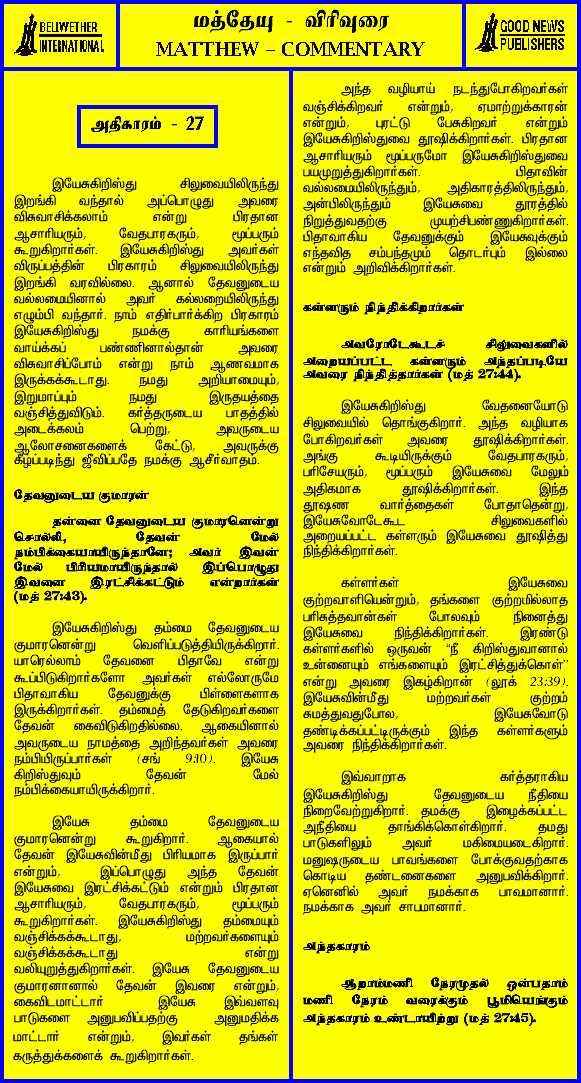 BELLWETHER
INTERNATIONAL
மத்தேயு - விரிவுரை
MATTHEW – COMMENTARY
GOOD NEWS
PUBLISHERS
அதிகாரம் - 27
இயேசுகிறிஸ்து சிலுவையிலிருந்து
இறங்கி வந்தால் அப்பொழுது அவரை
விசுவாசிக்கலாம் என்று பிரதான
ஆசாரியரும், வேதபாரகரும், மூப்பரும்
கூறுகிறார்கள். இயேசுகிறிஸ்து அவர்கள்
விருப்பத்தின் பிரகாரம் சிலுவையிலிருந்து
இறங்கி வரவில்லை. ஆனால் தேவனுடைய
வல்லமையினால் அவர் கல்லறையிலிருந்து
எழும்பி வந்தார். நாம் எதிர்பார்க்கிற பிரகாரம்
இயேசுகிறிஸ்து நமக்கு காரியங்களை
வாய்க்கப் பண்ணினால்தான் அவரை
விசுவாசிப்போம் என்று நாம் ஆணவமாக
இருக்கக்கூடாது. நமது அறியாமையும்,
இறுமாப்பும் நமது இருதயத்தை
வஞ்சித்துவிடும். கர்த்தருடைய பாதத்தில்
அடைக்கலம் பெற்று, அவருடைய
ஆலோசனைகளைக் கேட்டு, அவருக்கு
கீழ்ப்படிந்து ஜீவிப்பதே நமக்கு ஆசீர்வாதம்.
தேவனுடைய குமாரன்
தன்னை தேவனுடைய குமாரனென்று
சொல்லி, தேவன் மேல்
நம்பிக்கையாயிருந்தானே; அவர் இவன்
மேல் பிரியமாயிருந்தால் இப்பொழுது
இவனை இரட்சிக்கட்டும் என்றார்கள்
(மத் 27:43).
இயேசுகிறிஸ்து தம்மை தேவனுடைய
குமாரனென்று வெளிப்படுத்தியிருக்கிறார்.
யாரெல்லாம் தேவனை பிதாவே என்று
கூப்பிடுகிறார்களோ அவர்கள் எல்லோருமே
பிதாவாகிய தேவனுக்கு பிள்ளைகளாக
இருக்கிறார்கள். தம்மைத் தேடுகிறவர்களை
தேவன் கைவிடுகிறதில்லை. ஆகையினால்
அவருடைய நாமத்தை அறிந்தவர்கள் அவரை
நம்பியிருப்பார்கள் (சங் 9:10). இயேசு
கிறிஸ்துவும் தேவன் மேல்
நம்பிக்கையாயிருக்கிறார்.
இயேசு தம்மை தேவனுடைய
குமாரனென்று கூறுகிறார். ஆகையால்
தேவன் இயேசுவின்மீது பிரியமாக இருப்பார்
என்றும், இப்பொழுது அந்த தேவன்
இயேசுவை இரட்சிக்கட்டும் என்றும் பிரதான
ஆசாரியரும், வேதபாரகரும், மூப்பரும்
கூறுகிறார்கள். இயேசுகிறிஸ்து தம்மையும்
வஞ்சிக்கக்கூடாது, மற்றவர்களையும்
வஞ்சிக்கக்கூடாது என்று
வலியுறுத்துகிறார்கள். இயேசு தேவனுடைய
குமாரனானால் தேவன் இவரை என்றும்,
கைவிடமாட்டார் இயேசு இவ்வளவு
பாடுகளை அனுபவிப்பதற்கு அனுமதிக்க
மாட்டார் என்றும், இவர்கள் தங்கள்
கருத்துக்களைக் கூறுகிறார்கள்.
அந்த வழியாய் நடந்துபோகிறவர்கள்
வஞ்சிக்கிறவர் என்றும், ஏமாற்றுக்காரன்
என்றும், புரட்டு பேசுகிறவர் என்றும்
இயேசுகிறிஸ்துவை தூஷிக்கிறார்கள். பிரதான
ஆசாரியரும் மூப்பருமோ இயேசுகிறிஸ்துவை
பயமுறுத்துகிறார்கள். பிதாவின்
வல்லமையிலிருந்தும், அதிகாரத்திலிருந்தும்,
அன்பிலிருந்தும் இயேசுவை தூரத்தில்
நிறுத்துவதற்கு முயற்சிபண்ணுகிறார்கள்.
பிதாவாகிய தேவனுக்கும் இயேசுவுக்கும்
எந்தவித சம்பந்தமும் தொடர்பும் இல்லை
என்றும் அறிவிக்கிறார்கள்.
கள்ளரும் நிந்திக்கிறார்கள்
அவரோடேகூடச் சிலுவைகளில்
அறையப்பட்ட கள்ளரும் அந்தப்படியே
அவரை நிந்தித்தார்கள் (மத் 27:44).
இயேசுகிறிஸ்து வேதனையோடு
சிலுவையில் தொங்குகிறார். அந்த வழியாக
போகிறவர்கள் அவரை தூஷிக்கிறார்கள்.
அங்கு கூடியிருக்கும் வேதபாரகரும்,
பரிசேயரும், மூப்பரும் இயேசுவை மேலும்
அதிகமாக தூஷிக்கிறார்கள். இந்த
தூஷண வார்த்தைகள் போதாதென்று,
இயேசுவோடேகூட சிலுவைகளில்
அறையப்பட்ட கள்ளரும் இயேசுவை தூஷித்து
நிந்திக்கிறார்கள்.
கள்ளர்கள் இயேசுவை
குற்றவாளியென்றும், தங்களை குற்றமில்லாத
பரிசுத்தவான்கள் போலவும் நினைத்து
இயேசுவை நிந்திக்கிறார்கள். இரண்டு
கள்ளர்களில் ஒருவன் “நீ கிறிஸ்துவானால்
உன்னையும் எங்களையும் இரட்சித்துக்கொள்”
என்று அவரை இகழ்கிறான் (லூக் 23:39).
இயேசுவின்மீது மற்றவர்கள் குற்றம்
சுமத்துவதுபோல, இயேசுவோடு
தண்டிக்கப்பட்டிருக்கும் இந்த கள்ளர்களும்
அவரை நிந்திக்கிறார்கள்.
இவ்வாறாக கர்த்தராகிய
இயேசுகிறிஸ்து தேவனுடைய நீதியை
நிறைவேற்றுகிறார். தமக்கு இழைக்கப்பட்ட
அநீதியை தாங்கிக்கொள்கிறார். தமது
பாடுகளிலும் அவர் மகிமையடைகிறார்.
மனுஷருடைய பாவங்களை போக்குவதற்காக
கொடிய தண்டனைகளை அனுபவிக்கிறார்.
ஏனெனில் அவர் நமக்காக பாவமானார்.
நமக்காக அவர் சாபமானார்.
அந்தகாரம்
ஆறாம்மணி நேரமுதல் ஒன்பதாம்
மணி நேரம் வரைக்கும் பூமியெங்கும்
அந்தகாரம் உண்டாயிற்று (மத் 27:45).